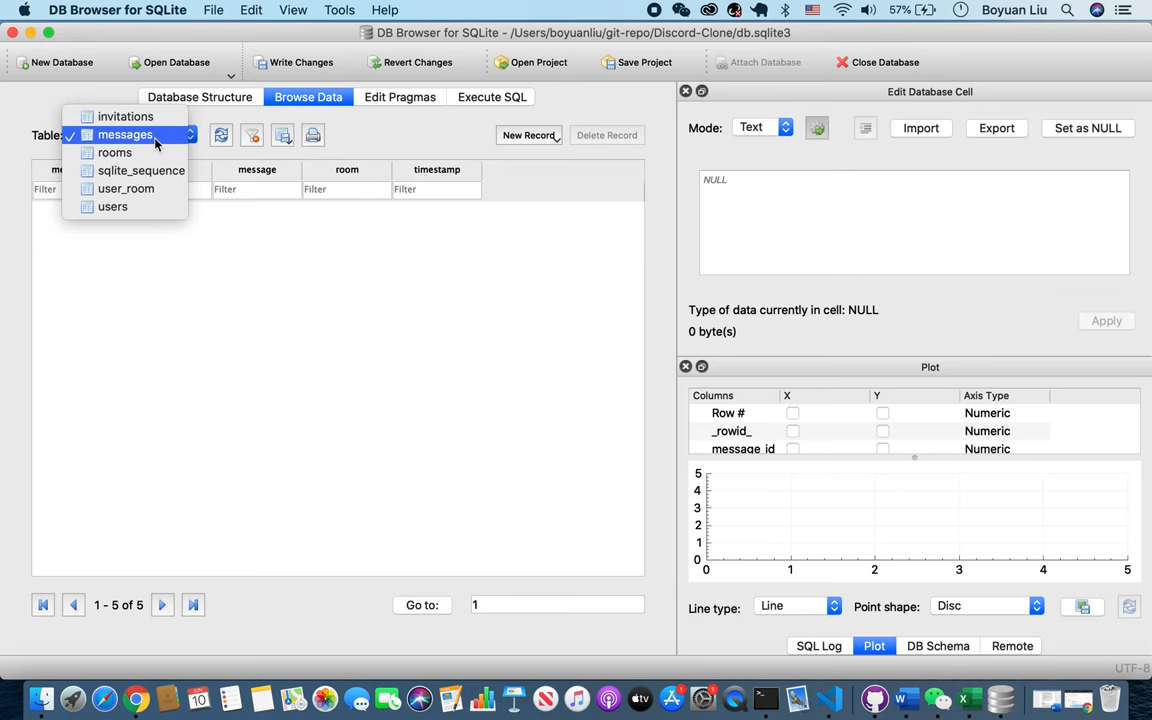 DB Browser for SQLite File Edit View Tools Help 57% Boyuan Liu
DB Browser for SQLite - /Users/boyuanliu/git-repo/Discord-Clone/db.sqlite3
New Database Open Database Write Changes Revert Changes Open Project Save Project Attach Database Close Database
Database Structure Browse Data Edit Pragmas Execute SQL
Table:
invitations
messages
rooms
sqlite_sequence
user_room
users
New Record Delete Record
message room timestamp
Filter Filter Filter Filter
1 - 5 of 5 Go to: 1
Edit Database Cell
Mode: Text Import Export Set as NULL
NULL
Type of data currently in cell: NULL
0 byte(s)
Apply
Plot
Columns X Y Axis Type
Row # Numeric
_rowid_ Numeric
message_id Numeric
5
4
3
2
1
0
0 1 2 3 4 5
Line type: Line Point shape: Disc
SQL Log Plot DB Schema Remote
UTF-8